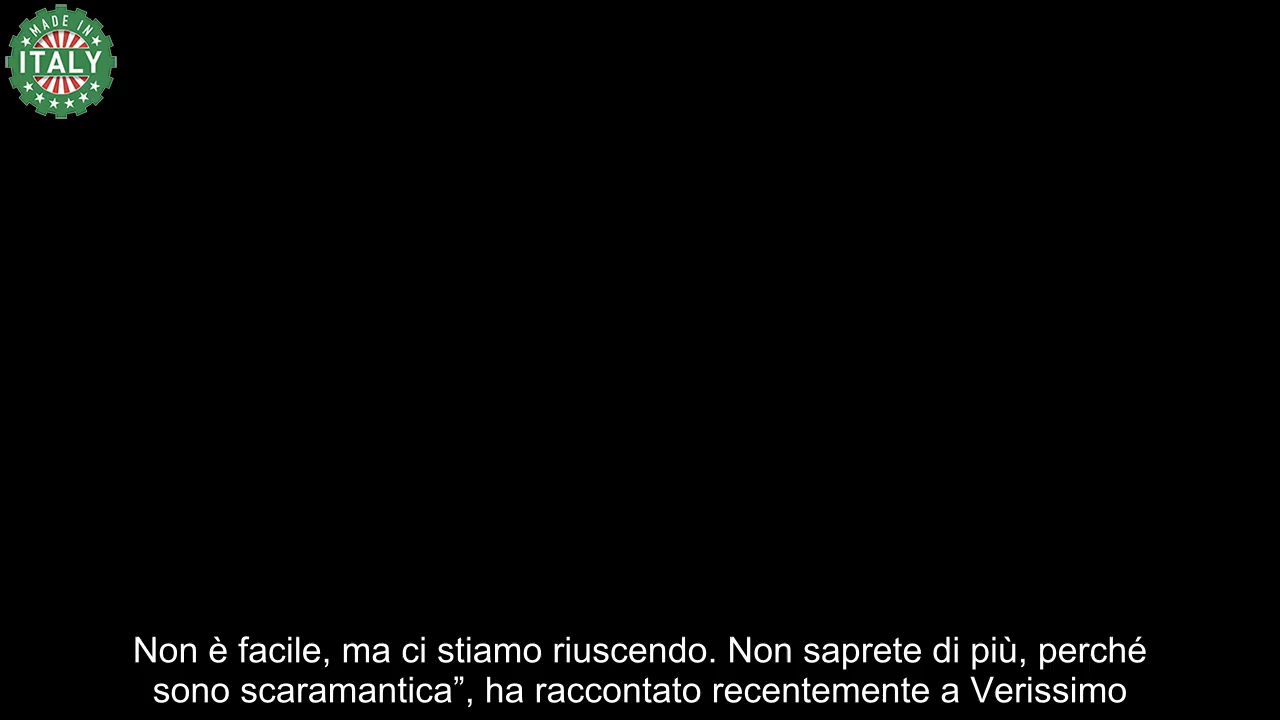 MADE IN
ITALY
Non è facile, ma ci stiamo riuscendo. Non saprete di più, perché
sono scaramantica”, ha raccontato recentemente a Verissimo